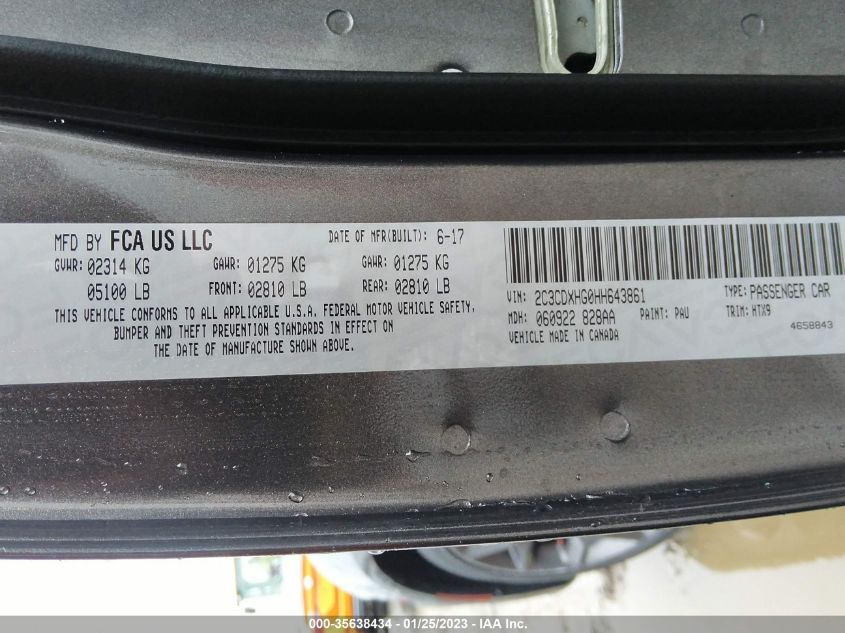 MFD BY FCA US LLC DATE OF MFR(BUILT): 6-17
GVWR: 02314 KG GAWR: 01275 KG GAWR: 01275 KG
05100 LB FRONT: 02810 LB REAR: 02810 LB
THIS VEHICLE CONFORMS TO ALL APPLICABLE U.S.A. FEDERAL MOTOR VEHICLE SAFETY,
BUMPER AND THEFT PREVENTION STANDARDS IN EFFECT ON
THE DATE OF MANUFACTURE SHOWN ABOVE.
VIN: 2C3CDXHG0HH643861 TYPE: PASSENGER CAR
MDH: 060922 828AA PAINT: PAU TRIM: HTX9
VEHICLE MADE IN CANADA 4658843
000-35638434 - 01/25/2023 - IAA Inc.